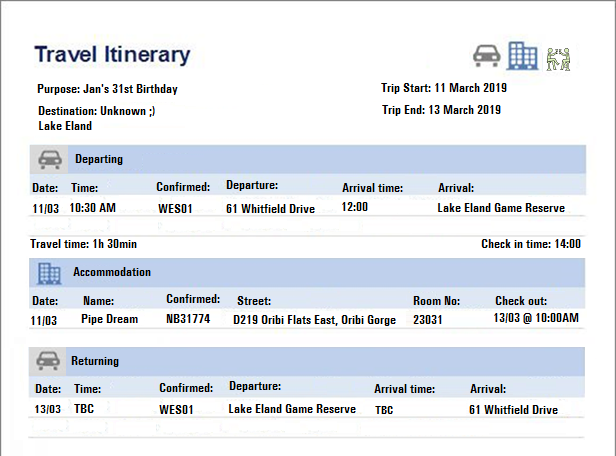 Travel Itinerary
Purpose: Jan's 31st Birthday
Trip Start: 11 March 2019
Destination: Unknown ;)
Trip End: 13 March 2019
Lake Eland
Departing
Date: Time: Confirmed: Departure: Arrival time: Arrival:
11/03 10:30 AM WES01 61 Whitfield Drive 12:00 Lake Eland Game Reserve
Travel time: 1h 30min Check in time: 14:00
Accommodation
Date: Name: Confirmed: Street: Room No: Check out:
11/03 Pipe Dream NB31774 D219 Oribi Flats East, Oribi Gorge 23031 13/03 @ 10:00AM
Returning
Date: Time: Confirmed: Departure: Arrival time: Arrival:
13/03 TBC WES01 Lake Eland Game Reserve TBC 61 Whitfield Drive